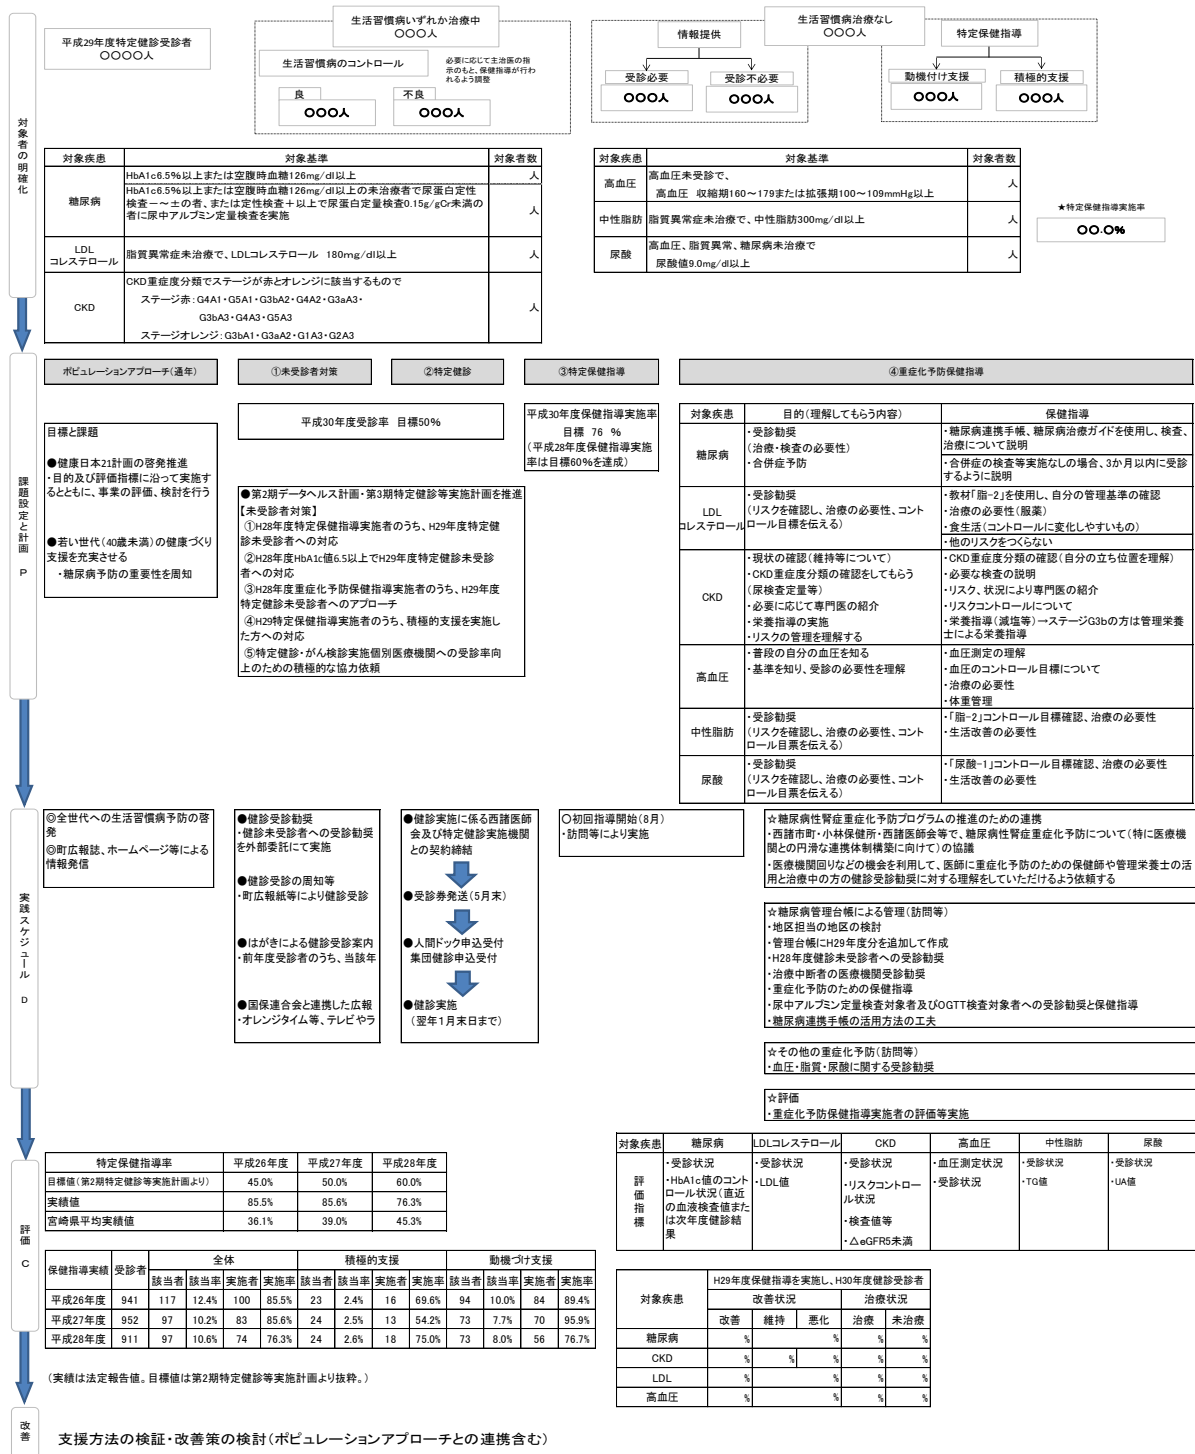 対象者の明確化
平成29年度特定健診受診者
〇〇〇〇人
生活習慣病いずれか治療中
〇〇〇人
生活習慣病のコントロール
必要に応じて主治医の指
示のもと、保健指導が行わ
れるよう調整
良
〇〇〇人
不良
〇〇〇人
生活習慣病治療なし
〇〇〇人
情報提供
特定保健指導
受診必要
〇〇〇人
受診不必要
〇〇〇人
動機付け支援
〇〇〇人
積極的支援
〇〇〇人
対象疾患 対象基準 対象者数
糖尿病
HbA1c6.5%以上または空腹時血糖126mg/dl以上 人
HbA1c6.5%以上または空腹時血糖126mg/dl以上の未治療者で尿蛋白定性
検査-~±の者、または定性検査+以上で尿蛋白定量検査0.15g/gCr未満の
者に尿中アルブミン定量検査を実施
人
LDL
コレステロール
脂質異常症未治療で、LDLコレステロール 180mg/dl以上 人
CKD
CKD重症度分類でステージが赤とオレンジに該当するもので
ステージ赤:G4A1・G5A1・G3bA2・G4A2・G3aA3・
G3bA3・G4A3・G5A3
ステージオレンジ:G3bA1・G3aA2・G1A3・G2A3
人
対象疾患 対象基準 対象者数
高血圧
高血圧未受診で、
高血圧 収縮期160~179または拡張期100~109mmHg以上
人
中性脂肪 脂質異常症未治療で、中性脂肪300mg/dl以上 人
尿酸
高血圧、脂質異常、糖尿病未治療で
尿酸値9.0mg/dl以上
人
★特定保健指導実施率
〇〇.〇%
課題設定と計画 P
ポピュレーションアプローチ(通年)
①未受診者対策
②特定健診
③特定保健指導
④重症化予防保健指導
目標と課題
●健康日本21計画の啓発推進
・目的及び評価指標に沿って実施す
るとともに、事業の評価、検討を行う
●若い世代(40歳未満)の健康づくり
支援を充実させる
・糖尿病予防の重要性を周知
平成30年度受診率 目標50%
平成30年度保健指導実施率
目標 76 %
(平成28年度保健指導実施
率は目標60%を達成)
●第2期データヘルス計画・第3期特定健診等実施計画を推進
【未受診者対策】
①H28年度特定保健指導実施者のうち、H29年度特定健
診未受診者への対応
②H28年度HbA1c値6.5以上でH29年度特定健診未受診
者への対応
③H28年度重症化予防保健指導実施者のうち、H29年度
特定健診未受診者へのアプローチ
④H29特定保健指導実施者のうち、積極的支援を実施し
た方への対応
⑤特定健診・がん検診実施個別医療機関への受診率向
上のための積極的な協力依頼
対象疾患 目的(理解してもらう内容) 保健指導
糖尿病
・受診勧奨
(治療・検査の必要性)
・合併症予防
・糖尿病連携手帳、糖尿病治療ガイドを使用し、検査、
治療について説明
・合併症の検査等実施なしの場合、3か月以内に受診
するように説明
LDL
コレステロール
・受診勧奨
(リスクを確認し、治療の必要性、コント
ロール目標を伝える)
・教材「脂-2」を使用し、自分の管理基準の確認
・治療の必要性(服薬)
・食生活(コントロールに変化しやすいもの)
・他のリスクをつくらない
CKD
・現状の確認(維持等について)
・CKD重症度分類の確認をしてもらう
(尿検査定量等)
・必要に応じて専門医の紹介
・栄養指導の実施
・リスクの管理を理解する
・CKD重症度分類の確認(自分の立ち位置を理解)
・必要な検査の説明
・リスク、状況により専門医の紹介
・リスクコントロールについて
・栄養指導(減塩等)→ステージG3bの方は管理栄養
士による栄養指導
高血圧
・普段の自分の血圧を知る
・基準を知り、受診の必要性を理解
・血圧測定の理解
・血圧のコントロール目標について
・治療の必要性
・体重管理
中性脂肪
・受診勧奨
(リスクを確認し、治療の必要性、コント
ロール目票を伝える)
・「脂-2」コントロール目標確認、治療の必要性
・生活改善の必要性
尿酸
・受診勧奨
(リスクを確認し、治療の必要性、コント
ロール目票を伝える)
・「尿酸-1」コントロール目標確認、治療の必要性
・生活改善の必要性
実践スケジュール D
◎全世代への生活習慣病予防の啓
発
◎町広報誌、ホームページ等による
情報発信
●健診受診勧奨
・健診未受診者への受診勧奨
を外部委託にて実施
●健診受診の周知等
・町広報紙等により健診受診
●はがきによる健診受診案内
・前年度受診者のうち、当該年
●国保連合会と連携した広報
・オレンジタイム等、テレビやラ
●健診実施に係る西諸医師
会及び特定健診実施機関
との契約締結
●受診券発送(5月末)
●人間ドック申込受付
集団健診申込受付
●健診実施
(翌年1月末日まで)
〇初回指導開始(8月)
・訪問等により実施
☆糖尿病性腎症重症化予防プログラムの推進のための連携
・西諸市町・小林保健所・西諸医師会等で、糖尿病性腎症重症化予防について(特に医療機
関との円滑な連携体制構築に向けて)の協議
・医療機関回りなどの機会を利用して、医師に重症化予防のための保健師や管理栄養士の活
用と治療中の方の健診受診勧奨に対する理解をしていただけるよう依頼する
☆糖尿病管理台帳による管理(訪問等)
・地区担当の地区の検討
・管理台帳にH29年度分を追加して作成
・H28年度健診未受診者への受診勧奨
・治療中断者の医療機関受診勧奨
・重症化予防のための保健指導
・尿中アルブミン定量検査対象者及びOGTT検査対象者への受診勧奨と保健指導
・糖尿病連携手帳の活用方法の工夫
☆その他の重症化予防(訪問等)
・血圧・脂質・尿酸に関する受診勧奨
☆評価
・重症化予防保健指導実施者の評価等実施
評価 C
特定保健指導率 平成26年度 平成27年度 平成28年度
目標値(第2期特定健診等実施計画より) 45.0% 50.0% 60.0%
実績値 85.5% 85.6% 76.3%
宮崎県平均実績値 36.1% 39.0% 45.3%
保健指導実績 受診者 全体 積極的支援 動機づけ支援
該当者 該当率 実施者 実施率 該当者 該当率 実施者 実施率 該当者 該当率 実施者 実施率
平成26年度 941 117 12.4% 100 85.5% 23 2.4% 16 69.6% 94 10.0% 84 89.4%
平成27年度 952 97 10.2% 83 85.6% 24 2.5% 13 54.2% 73 7.7% 70 95.9%
平成28年度 911 97 10.6% 74 76.3% 24 2.6% 18 75.0% 73 8.0% 56 76.7%
(実績は法定報告値。目標値は第2期特定健診等実施計画より抜粋。)
対象疾患 糖尿病 LDLコレステロール CKD 高血圧 中性脂肪 尿酸
評価指標
・受診状況
・HbA1c値のコント
ロール状況(直近
の血液検査値また
は次年度健診結
果
・受診状況
・LDL値
・受診状況
・リスクコントロー
ル状況
・検査値等
・△eGFR5未満
・血圧測定状況
・受診状況
・受診状況
・TG値
・受診状況
・UA値
対象疾患 H29年度保健指導を実施し、H30年度健診受診者
改善状況 治療状況
改善 維持 悪化 治療 未治療
糖尿病 % % % %
CKD % % % % %
LDL % % % %
高血圧 % % % %
改善
支援方法の検証・改善策の検討(ポピュレーションアプローチとの連携含む)